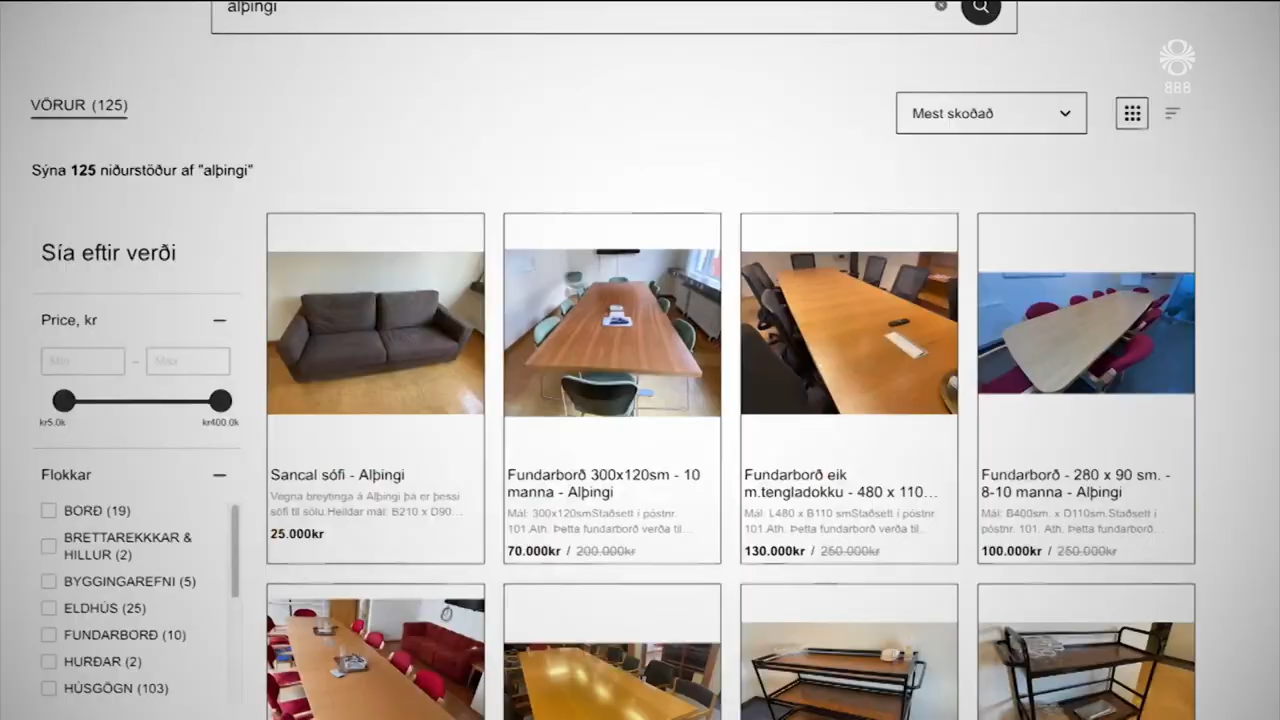 alþingi
888
VÖRUR (125)
Mest skoðað
Sýna 125 niðurstöður af "alþingi"
Sía eftir verði
Price, kr
Min
Max
kr5.0k
kr400.0k
Flokkar
BORÐ (19)
BRETTAREKKKAR &
HILLUR (2)
BYGGINGAREFNI (5)
ELDHÚS (25)
FUNDARBORÐ (10)
HURÐAR (2)
HÚSGÖGN (103)
Sancal sófi - Alþingi
Vegna breytinga á Alþingi þá er þessi
sófi til sölu.Heildar mál: B210 x D90...
25.000kr
Fundarborð 300x120sm - 10
manna - Alþingi
Mál: 300x120smStaðsett í póstnr.
101.Ath. Þetta fundarborð verða til...
70.000kr / 200.000kr
Fundarborð eik
m.tengladokku - 480 x 110...
Mál: L480 x B110 smStaðsett í póstnr.
101.Ath. Þetta fundarborð verða til...
130.000kr / 250.000kr
Fundarborð - 280 x 90 sm. -
8-10 manna - Alþingi
Mál: B400sm. x D110sm.Staðsett í
póstnr. 101. Ath. Þetta fundarborð...
100.000kr / 250.000kr